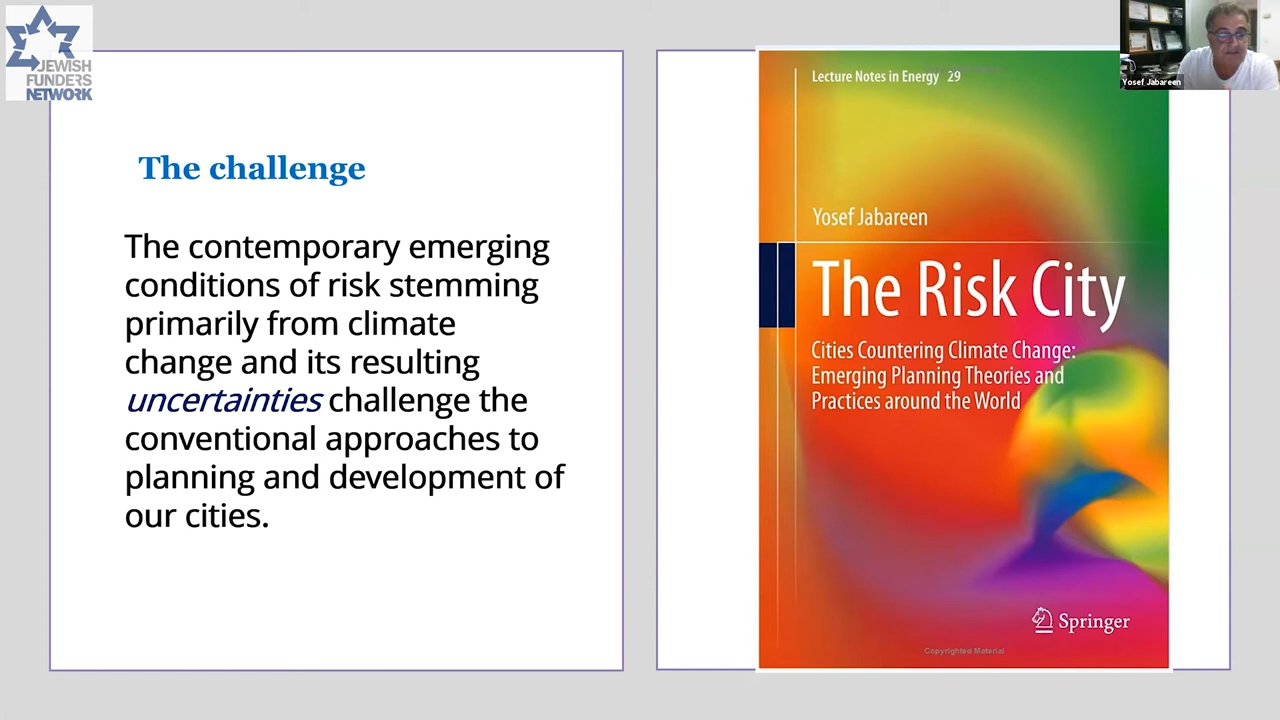 JEWISH
FUNDERS
NETWORK
The challenge
The contemporary emerging
conditions of risk stemming
primarily from climate
change and its resulting
uncertainties challenge the
conventional approaches to
planning and development of
our cities.
Lecture Notes in Energy 29
Yosef Jabareen
The Risk City
Cities Countering Climate Change:
Emerging Planning Theories and
Practices around the World
Springer
Copyrighted Material
Yosef Jabareen